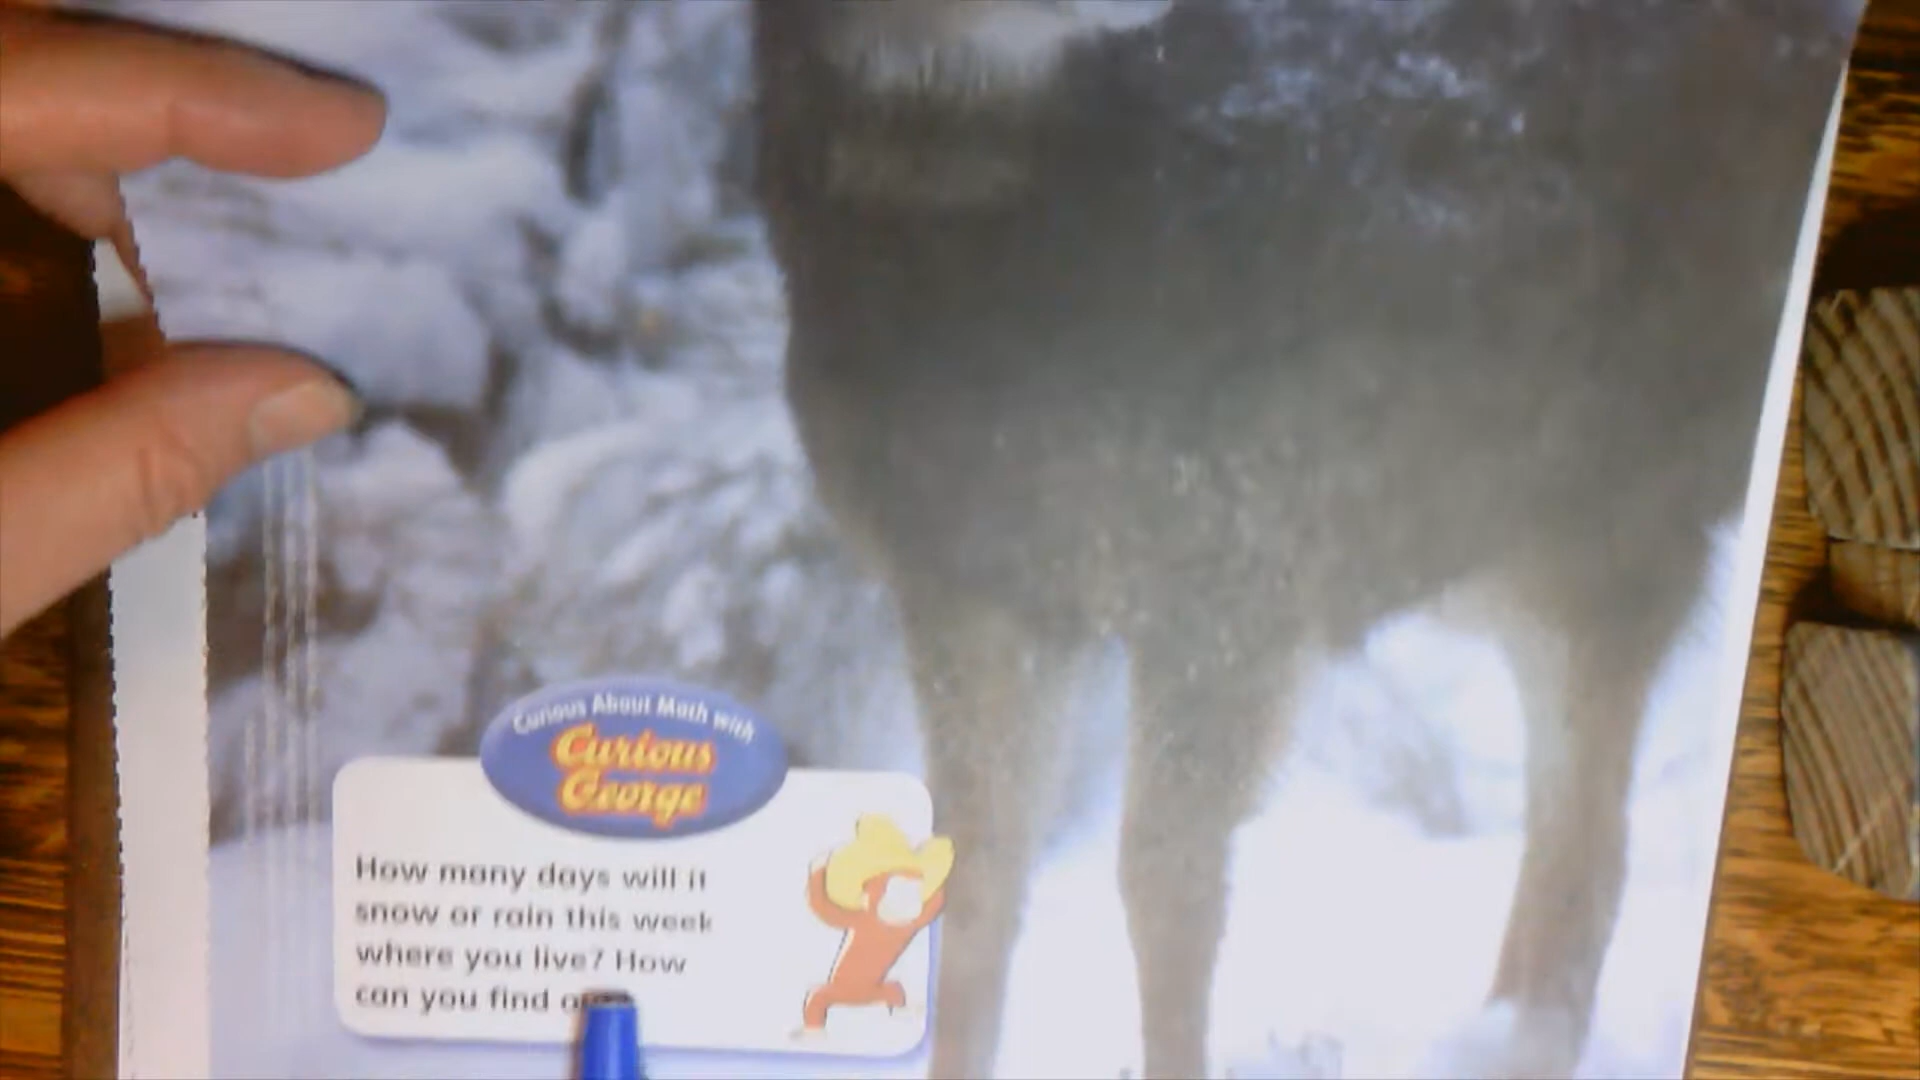 Curious About Math with
Curious
George
How many days will it
snow or rain this week
where you live? How
can you find